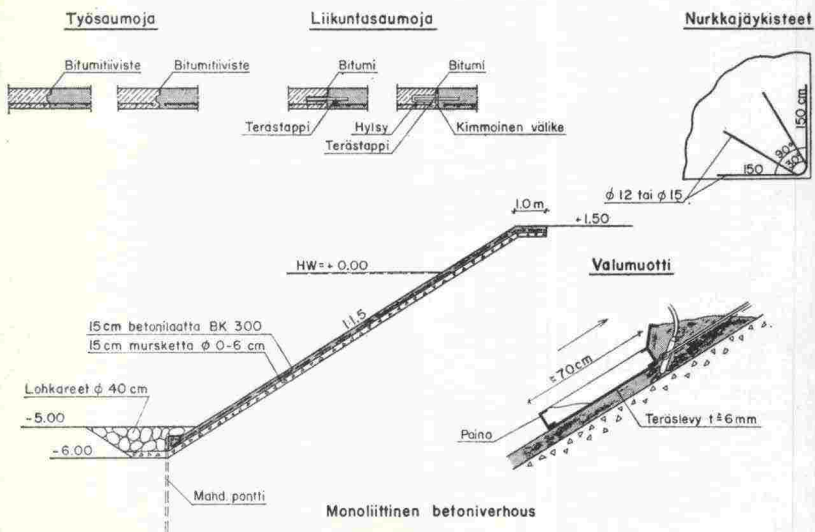 Työsaumoja
Liikuntasaumoja
Nurkkajäykisteet
Bitumitiiviste
Bitumitiiviste
Bitumi
Bitumi
Terästappi
Hylsy
Kimmoinen välike
Terästappi
150 cm
90°
30°
150
ϕ 12 tai ϕ 15
1.0 m
+1.50
HW=+ 0.00
Valumuotti
1:1.5
15 cm betonilaatta BK 300
15 cm mursketta ϕ 0-6 cm
≈70cm
Lohkareet ϕ 40 cm
-5.00
Teräslevy t≥6mm
Paino
-6.00
Mahd. pontti
Monoliittinen betoniverhous